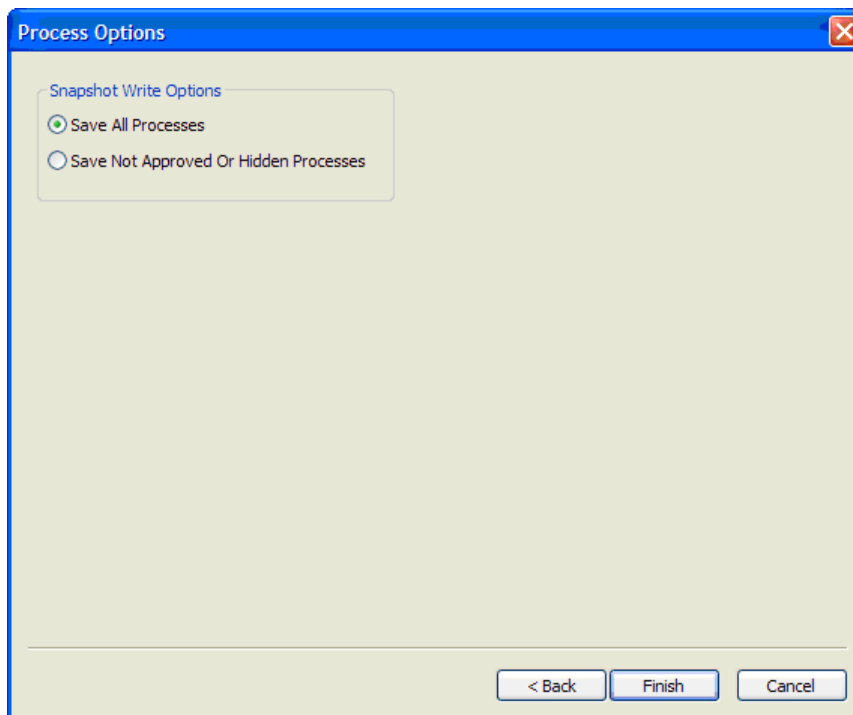 Process Options
Snapshot Write Options
Save All Processes
Save Not Approved Or Hidden Processes
< Back Finish Cancel